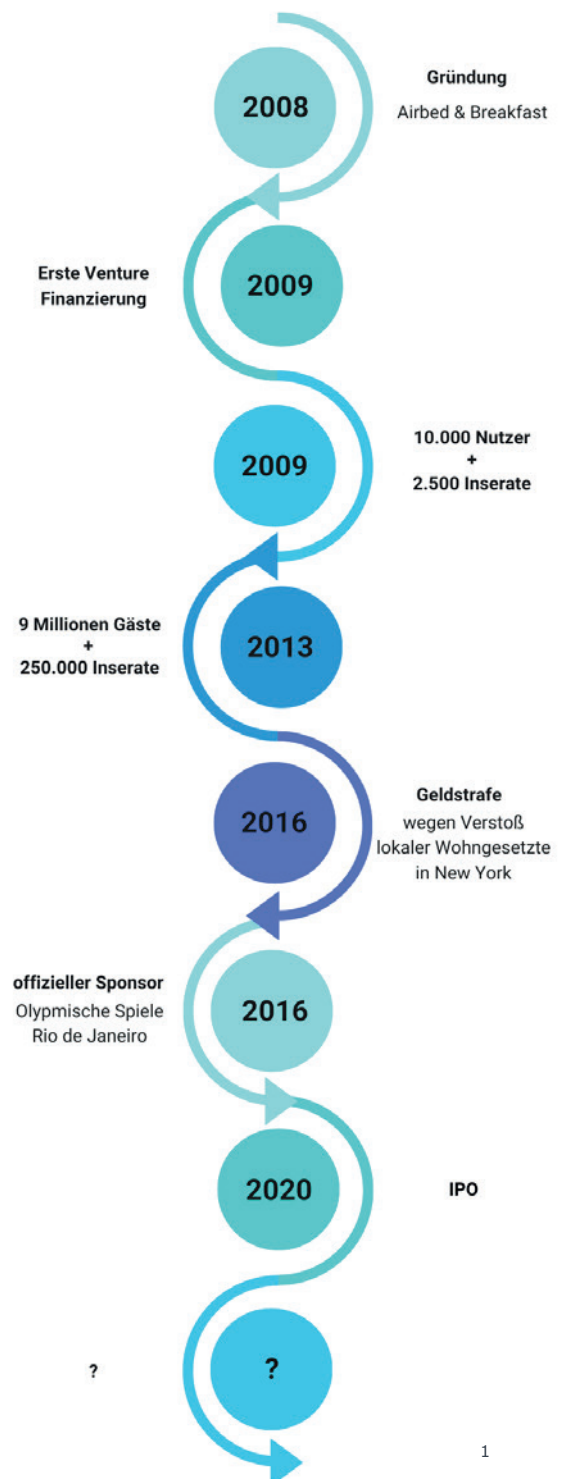 2008
Gründung
Airbed & Breakfast
Erste Venture
Finanzierung
2009
2009
10.000 Nutzer
+
2.500 Inserate
9 Millionen Gäste
+
250.000 Inserate
2013
2016
Geldstrafe
wegen Verstoß
lokaler Wohngesetzte
in New York
offizieller Sponsor
Olypmische Spiele
Rio de Janeiro
2016
2020
IPO
?
?
1